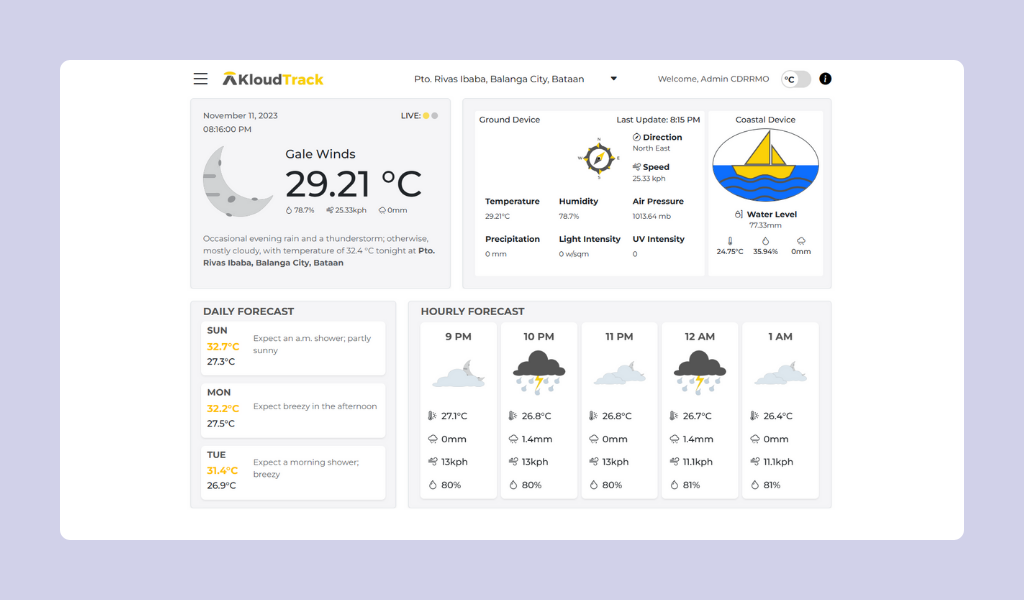 KloudTrack
Pto. Rivas Ibaba, Balanga City, Bataan
Welcome, Admin CDRRMO
°C
i
November 11, 2023
LIVE:
08:16:00 PM
Gale Winds
29.21 °C
78.7% 25.33kph 0mm
Occasional evening rain and a thunderstorm; otherwise,
mostly cloudy, with temperature of 32.4 °C tonight at Pto.
Rivas Ibaba, Balanga City, Bataan
Ground Device
Last Update: 8:15 PM
N
W E
S
Direction
North East
Speed
25.33 kph
Temperature Humidity Air Pressure
29.21°C 78.7% 1013.64 mb
Precipitation Light Intensity UV Intensity
0 mm 0 w/sqm 0
Coastal Device
Water Level
77.33mm
24.75°C 35.94% 0mm
DAILY FORECAST
SUN
32.7°C
27.3°C
Expect an a.m. shower; partly
sunny
MON
32.2°C
27.5°C
Expect breezy in the afternoon
TUE
31.4°C
26.9°C
Expect a morning shower;
breezy
HOURLY FORECAST
9 PM
27.1°C
0mm
13kph
80%
10 PM
26.8°C
1.4mm
13kph
80%
11 PM
26.8°C
0mm
13kph
80%
12 AM
26.7°C
1.4mm
11.1kph
81%
1 AM
26.4°C
0mm
11.1kph
81%